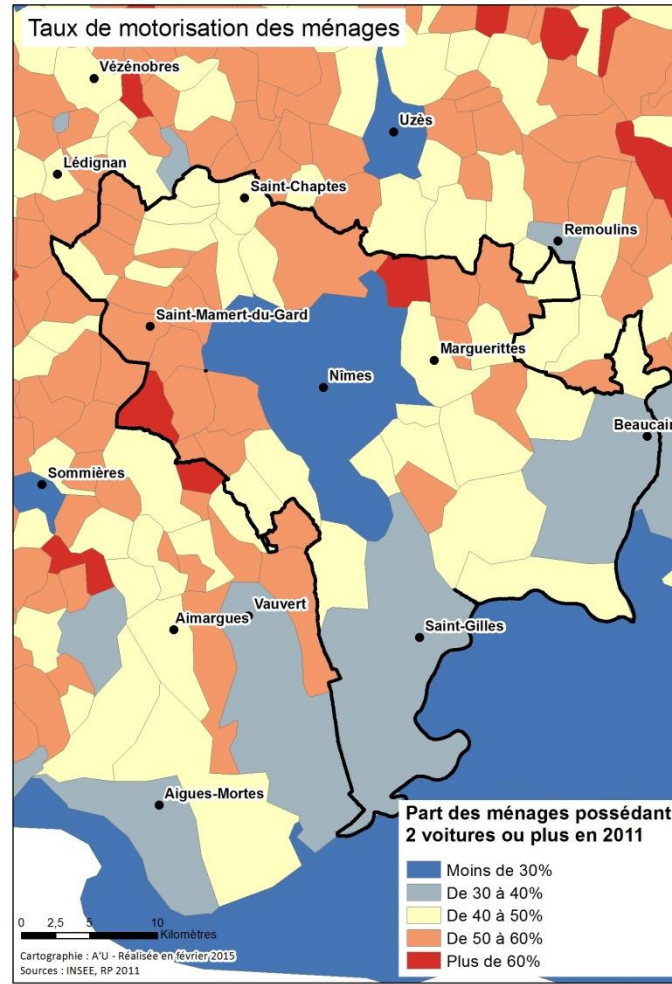 Taux de motorisation des ménages
Vézénobres
Uzès
Lédignan
Saint-Chaptes
Remoulins
Saint-Mamert-du-Gard
Marguerittes
Nîmes
Beaucair
Sommières
Vauvert
Aimargues
Saint-Gilles
Aigues-Mortes
Part des ménages possédant
2 voitures ou plus en 2011
Moins de 30%
De 30 à 40%
De 40 à 50%
De 50 à 60%
Plus de 60%
0 2,5 5 10
Kilomètres
Cartographie : A'U - Réalisée en février 2015
Sources : INSEE, RP 2011